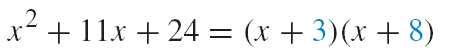 x² + 11x + 24 = (x + 3)(x + 8)